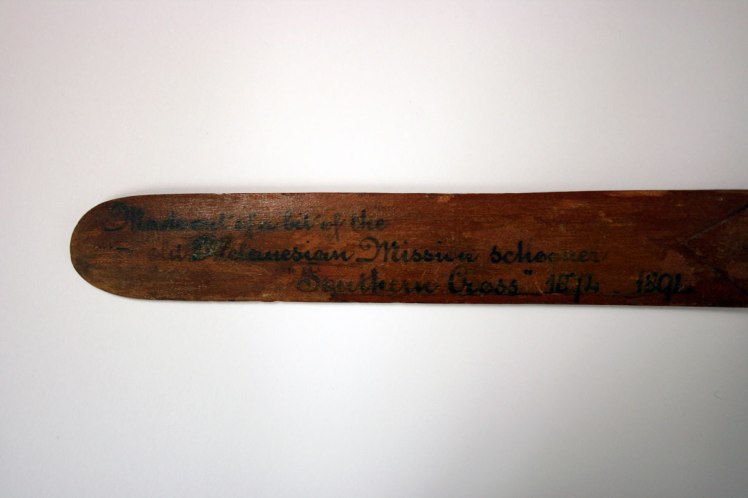 Made out of a bit of the
old Melanesian Mission schooner
"Southern Cross" 1874 - 1891